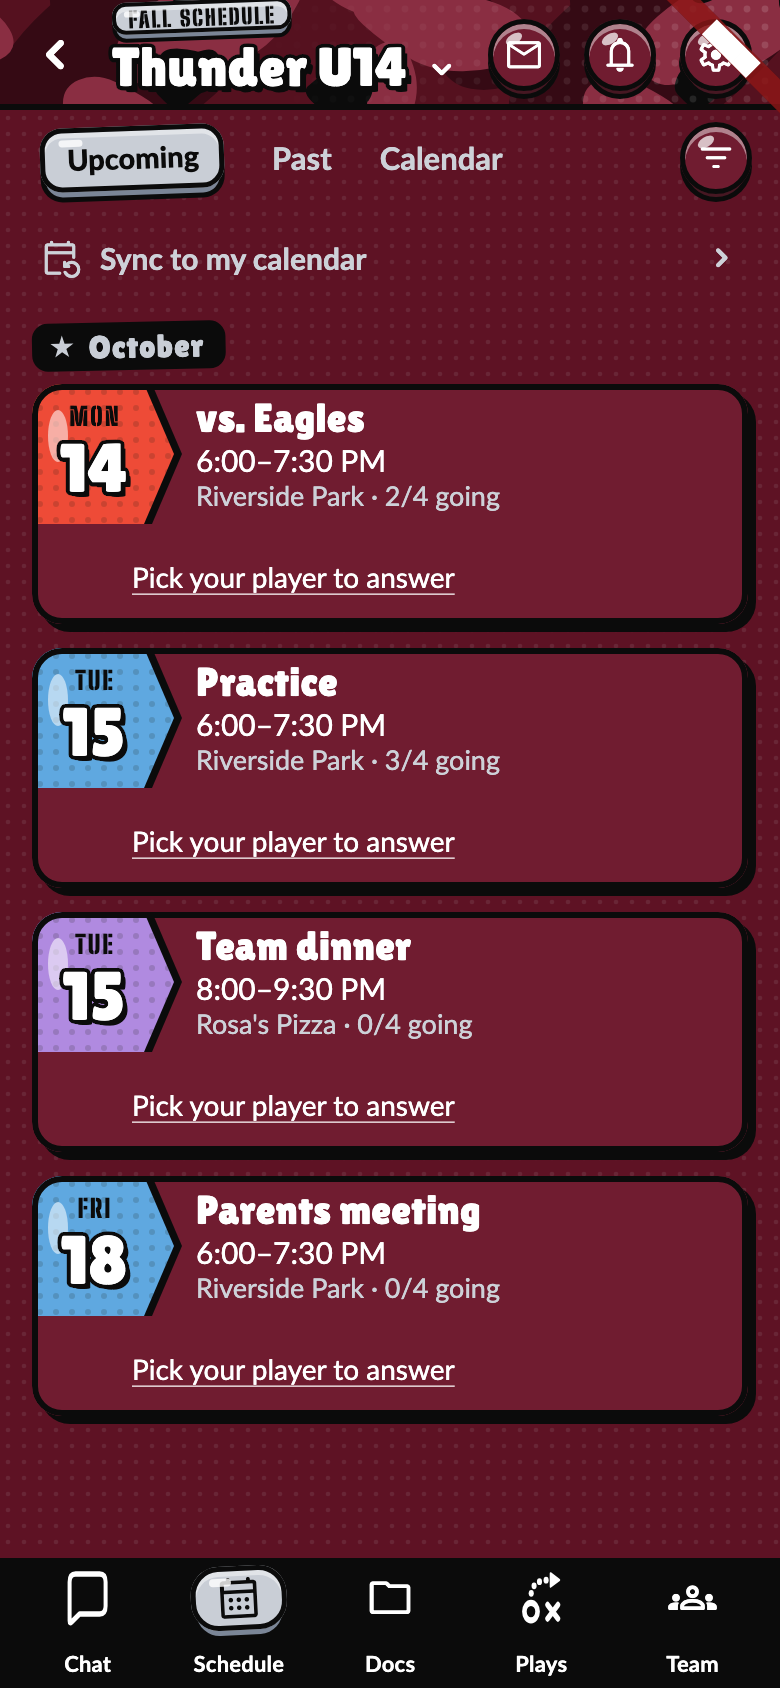 FALL SCHEDULE
Thunder U14
Upcoming
Past
Calendar
Sync to my calendar
★ October
MON
14
vs. Eagles
6:00–7:30 PM
Riverside Park · 2/4 going
Pick your player to answer
TUE
15
Practice
6:00–7:30 PM
Riverside Park · 3/4 going
Pick your player to answer
TUE
15
Team dinner
8:00–9:30 PM
Rosa's Pizza · 0/4 going
Pick your player to answer
FRI
18
Parents meeting
6:00–7:30 PM
Riverside Park · 0/4 going
Pick your player to answer
Chat
Schedule
Docs
Plays
Team